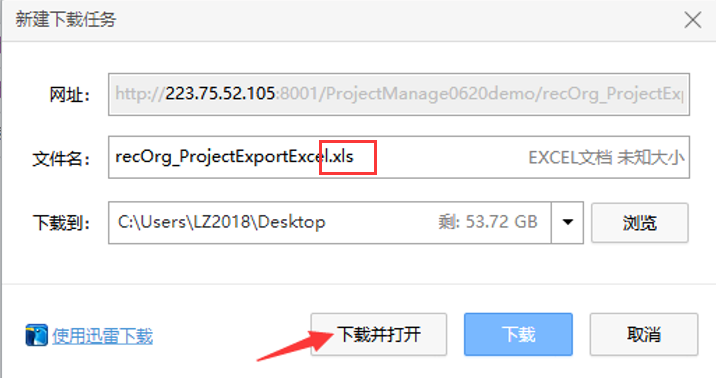 新建下载任务
网址： http://223.75.52.105:8001/ProjectManage0620demo/recOrg_ProjectExp
文件名： recOrg_ProjectExportExcel.xls EXCEL文档 未知大小
下载到： C:\Users\LZ2018\Desktop 剩: 53.72 GB 浏览
使用迅雷下载 下载并打开 下载 取消